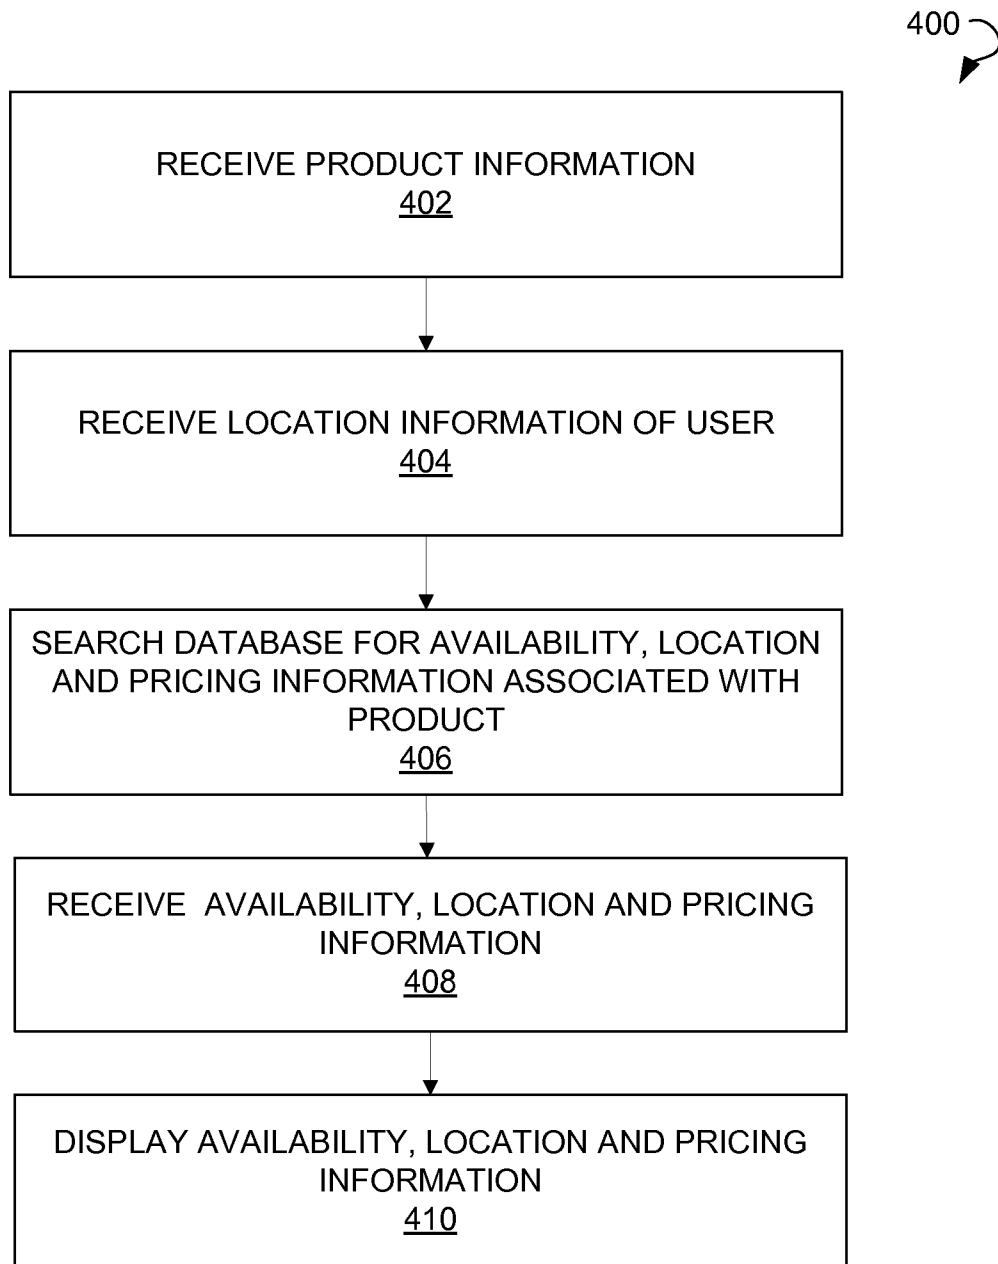 400
RECEIVE PRODUCT INFORMATION
402
RECEIVE LOCATION INFORMATION OF USER
404
SEARCH DATABASE FOR AVAILABILITY, LOCATION
AND PRICING INFORMATION ASSOCIATED WITH
PRODUCT
406
RECEIVE AVAILABILITY, LOCATION AND PRICING
INFORMATION
408
DISPLAY AVAILABILITY, LOCATION AND PRICING
INFORMATION
410